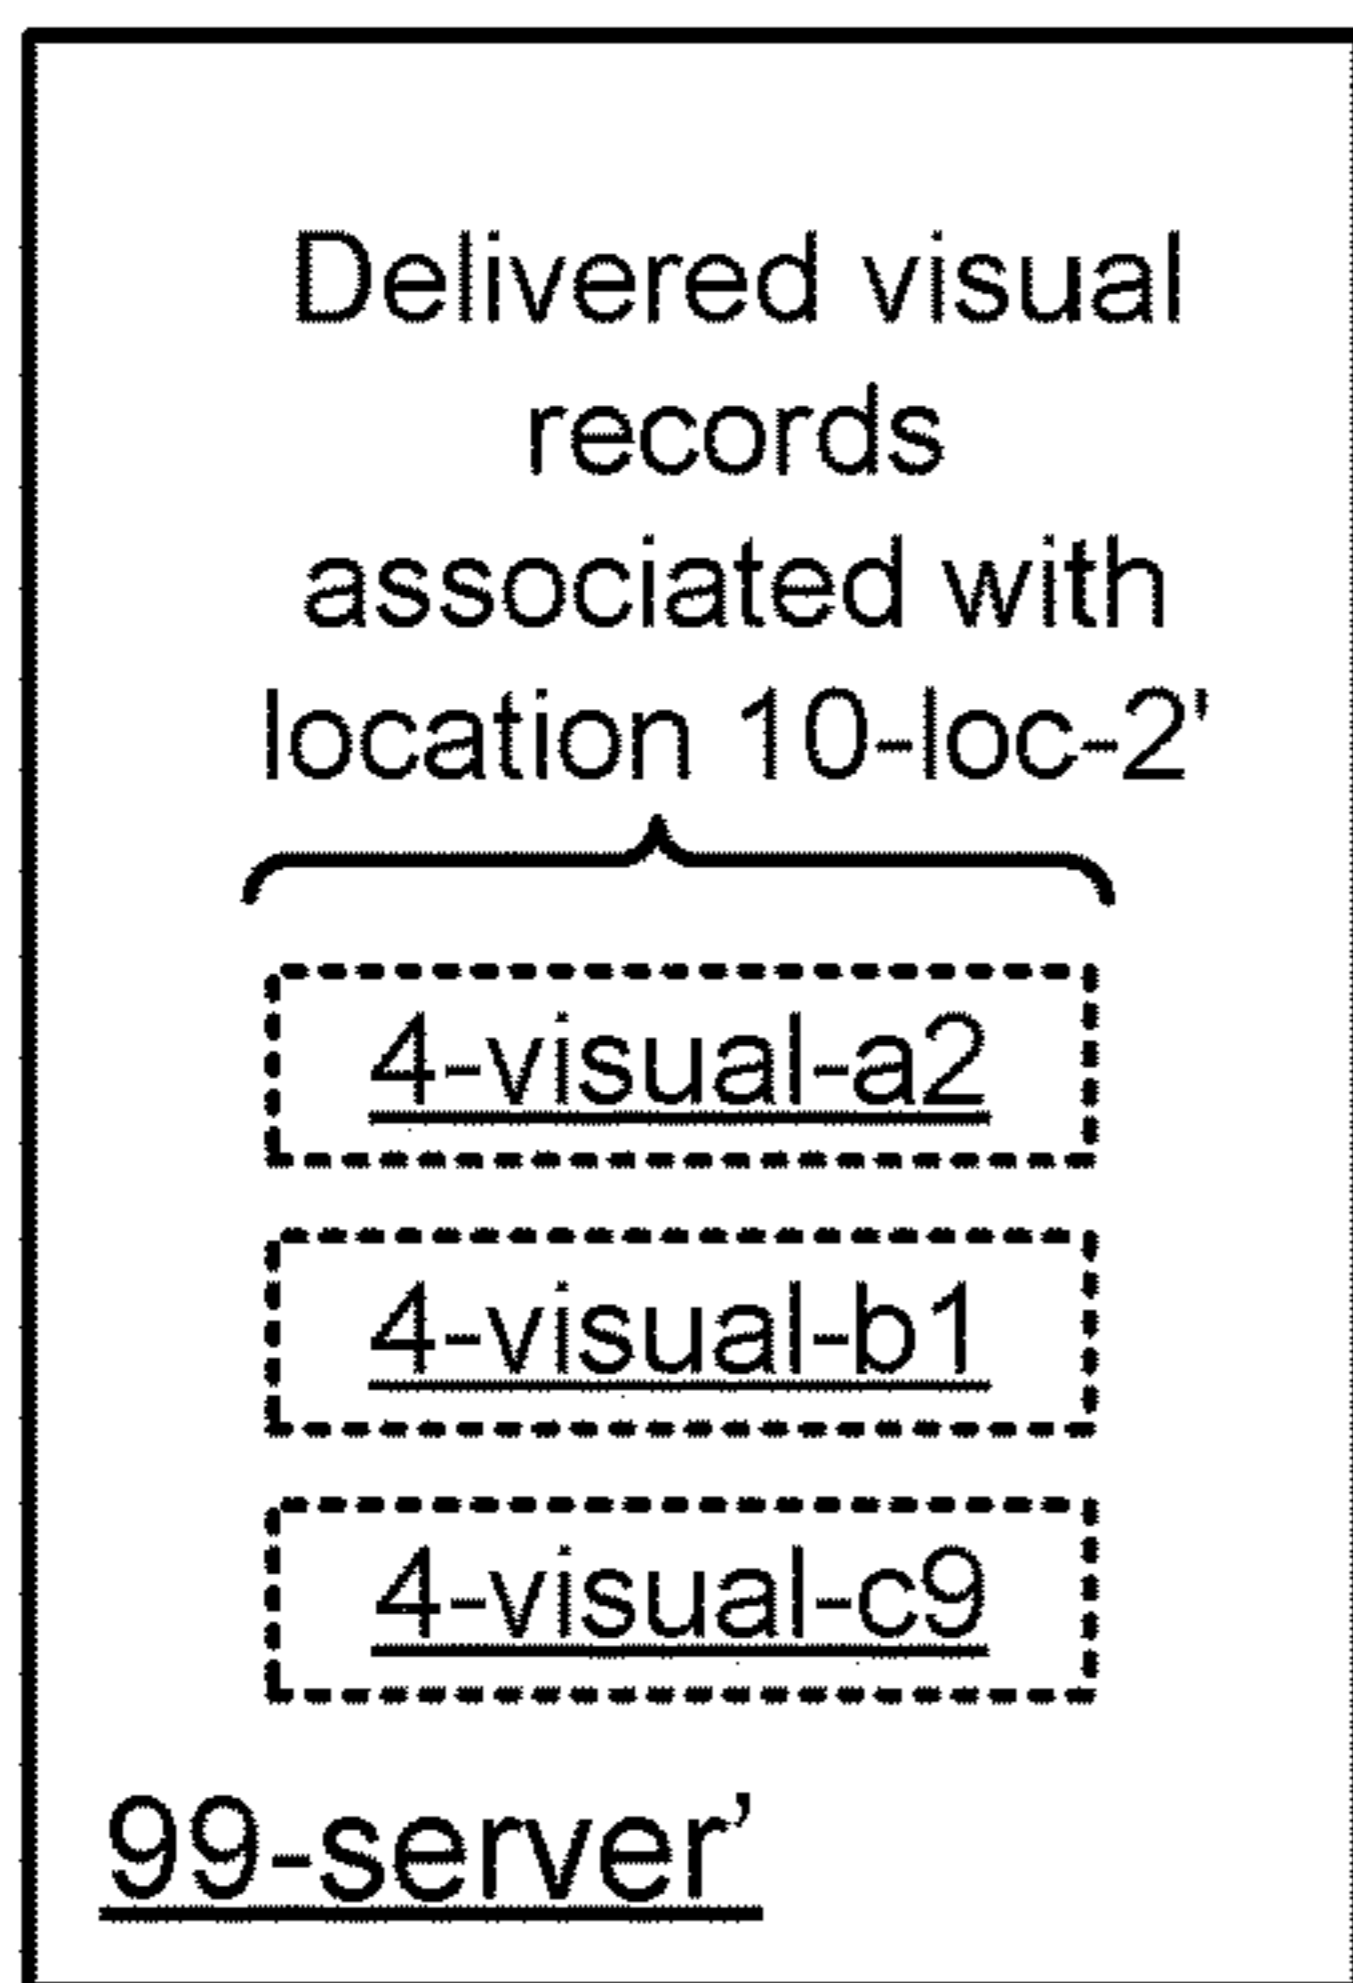 Delivered visual
records
associated with
location 10-loc-2'
4-visual-a2
4-visual-b1
4-visual-c9
99-server’